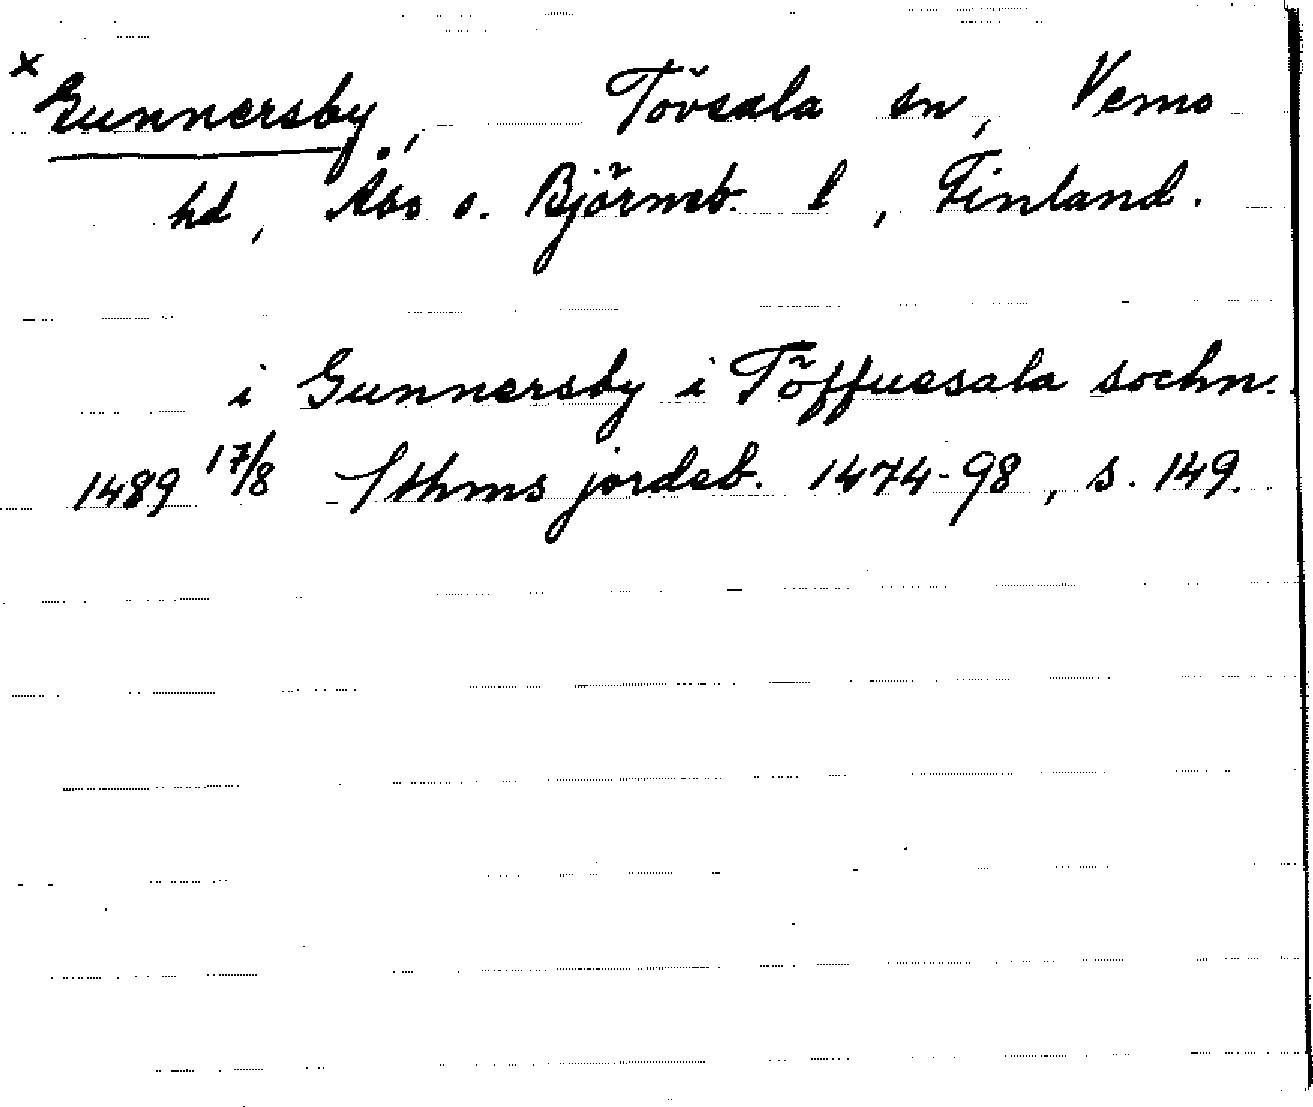 x Gunnersby, Tövsala sn, Vemo
hd, Åbo o. Björneb. l, Finland.
i Gunnersby i Töffuesala sochn.
1489 17/8 Sthms jordeb. 1474-98, s. 149.